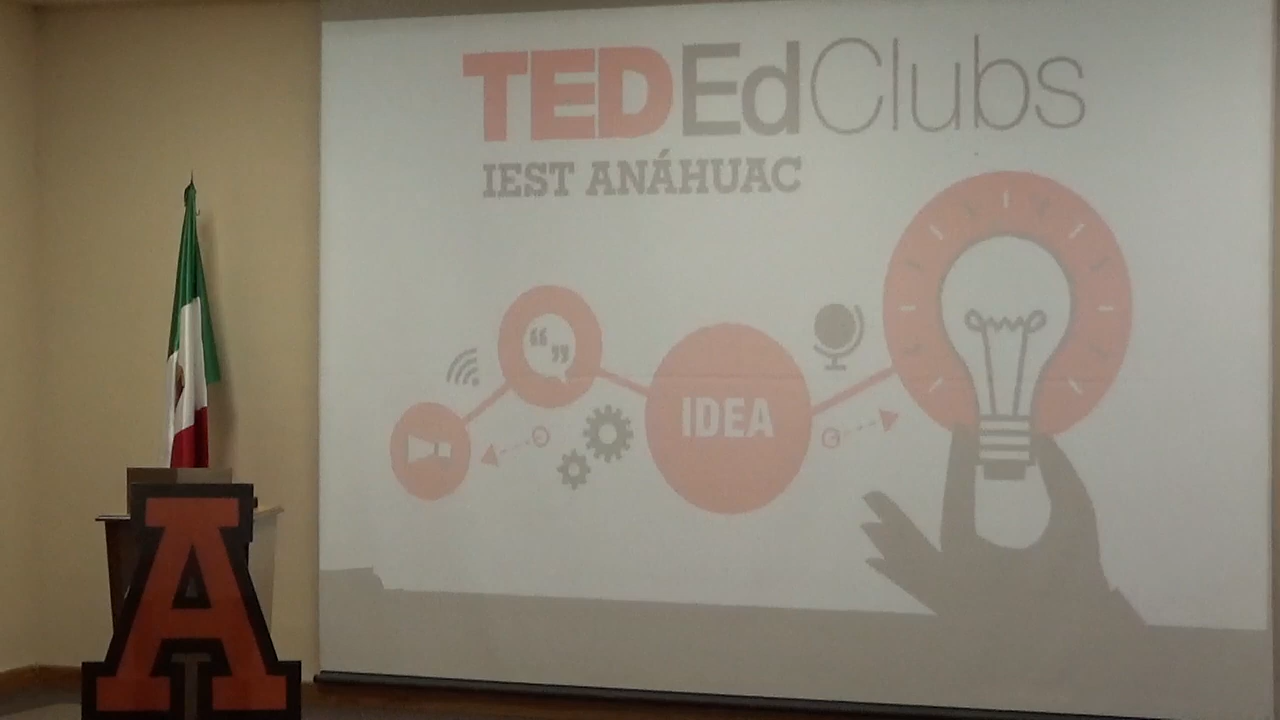 TEDEdClubs
IEST ANÁHUAC
“ ”
IDEA
A